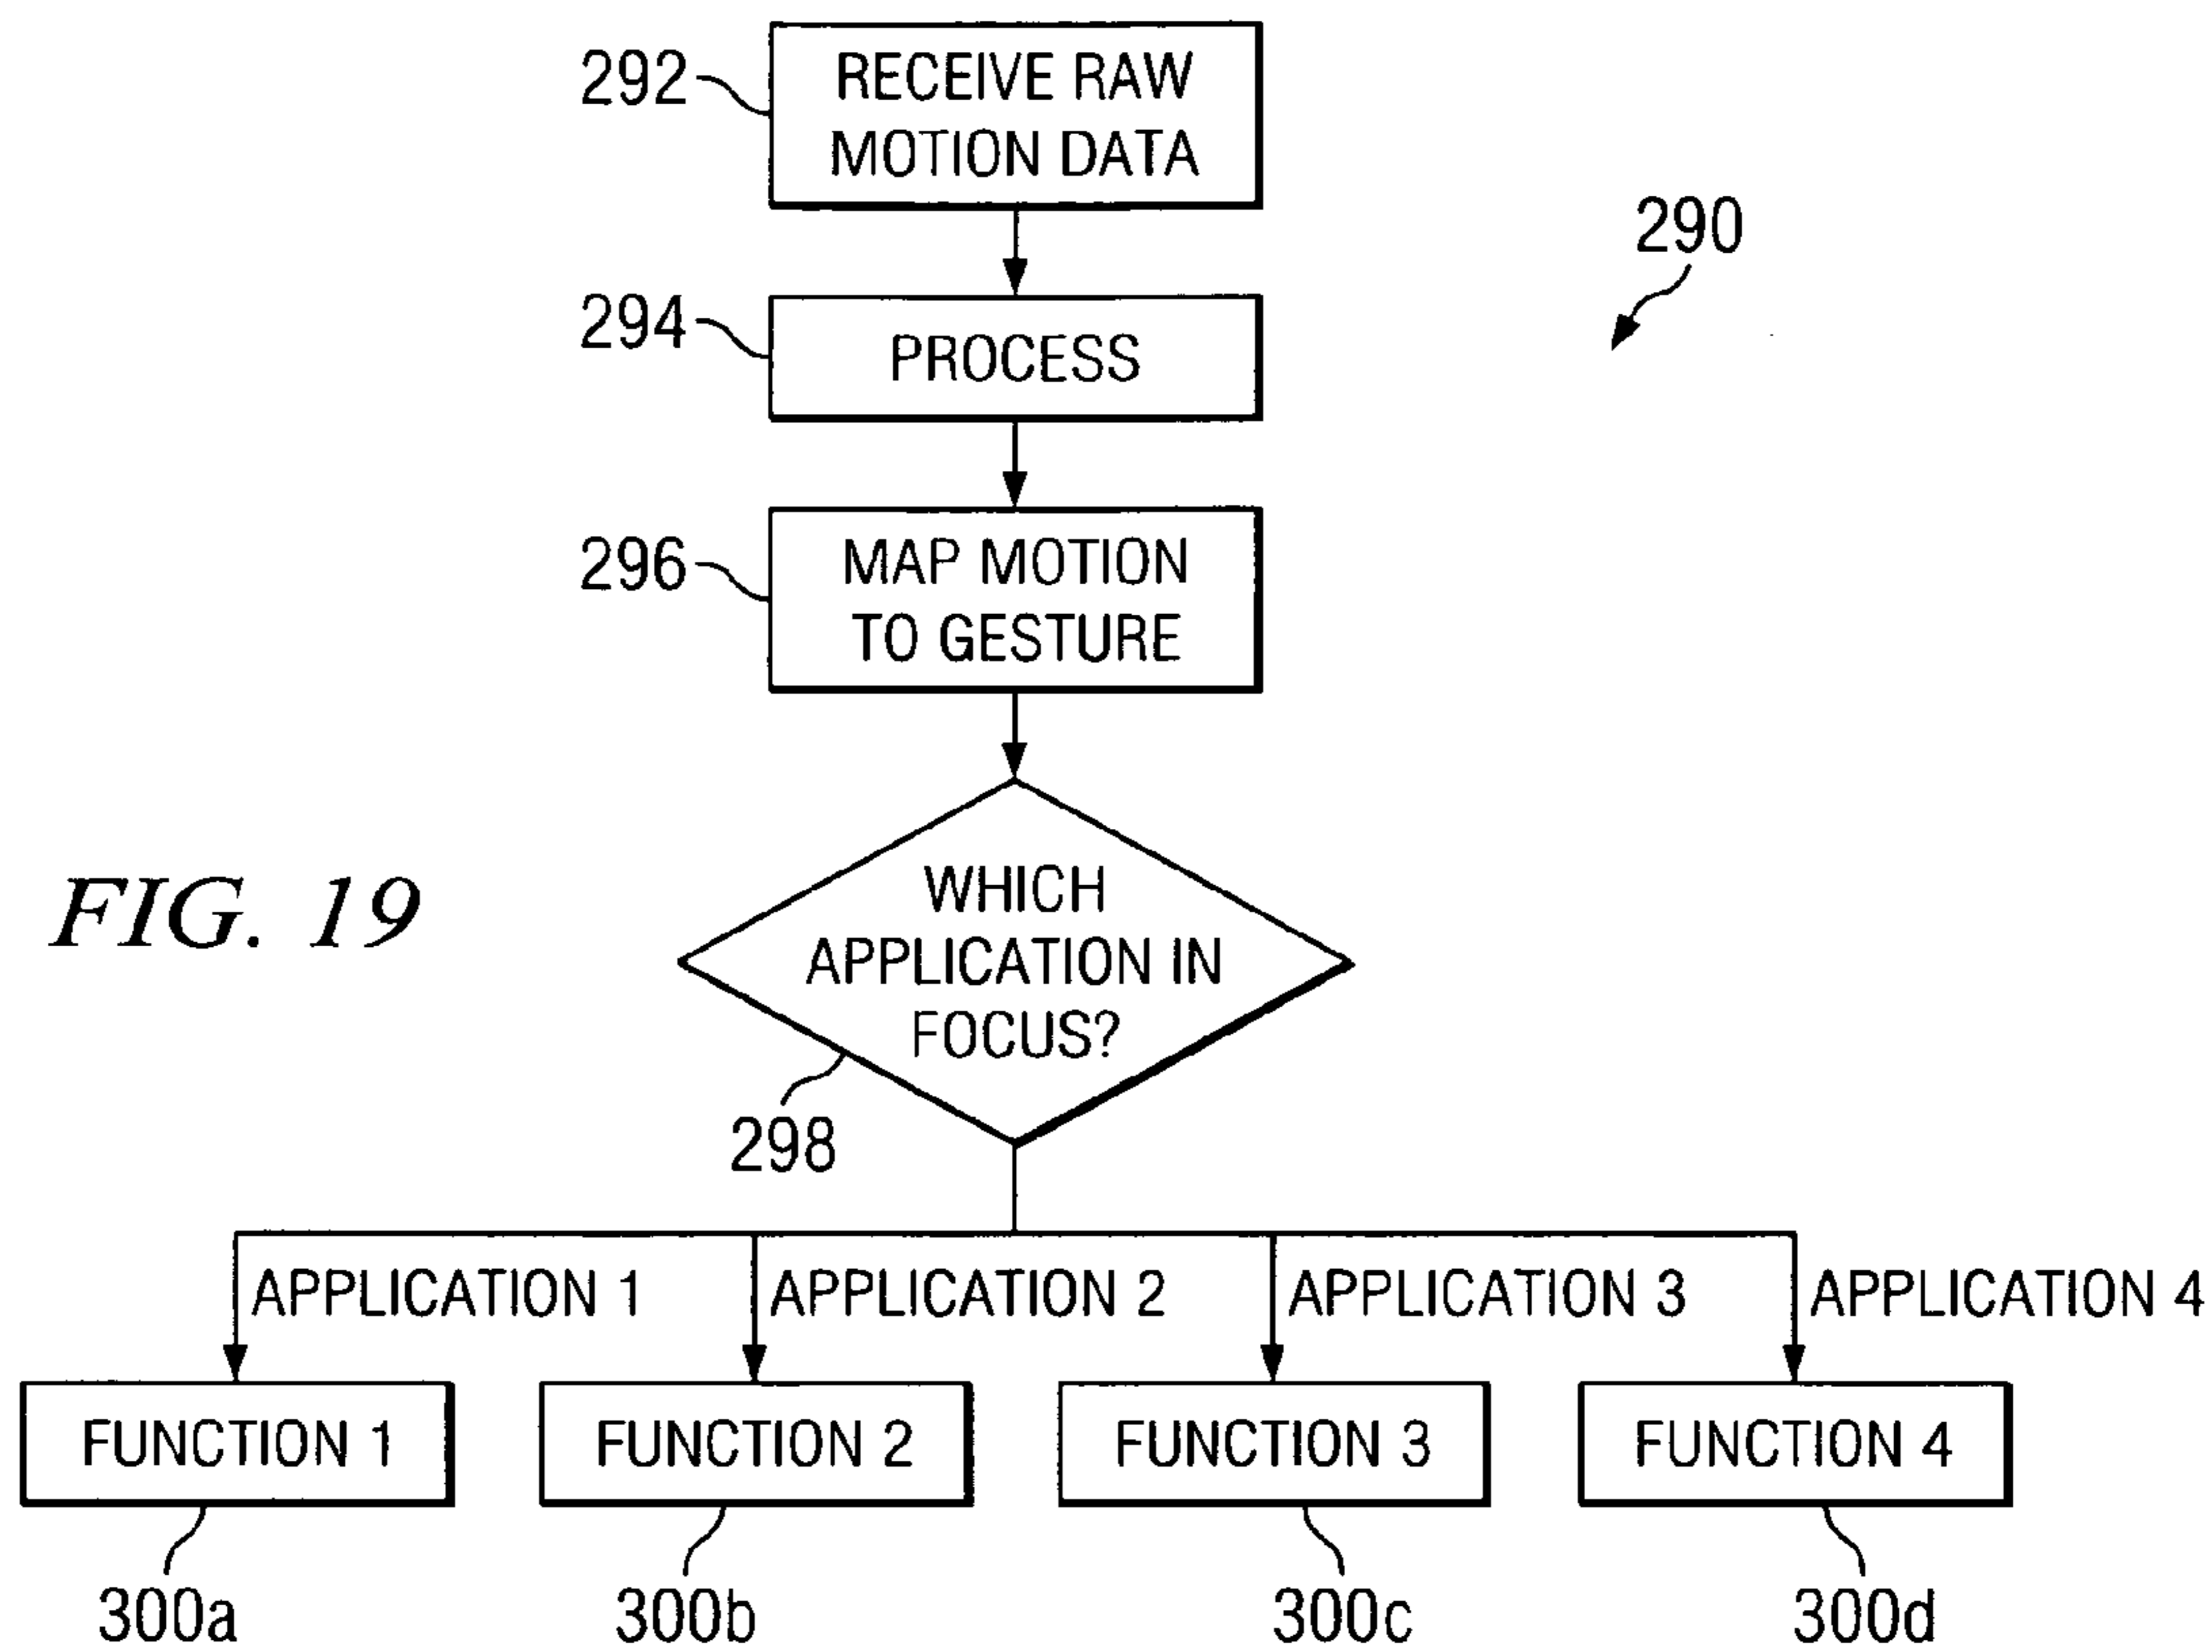 292
RECEIVE RAW
MOTION DATA
290
294
PROCESS
296
MAP MOTION
TO GESTURE
FIG. 19
WHICH
APPLICATION IN
FOCUS?
298
APPLICATION 1
APPLICATION 2
APPLICATION 3
APPLICATION 4
FUNCTION 1
FUNCTION 2
FUNCTION 3
FUNCTION 4
300a
300b
300c
300d